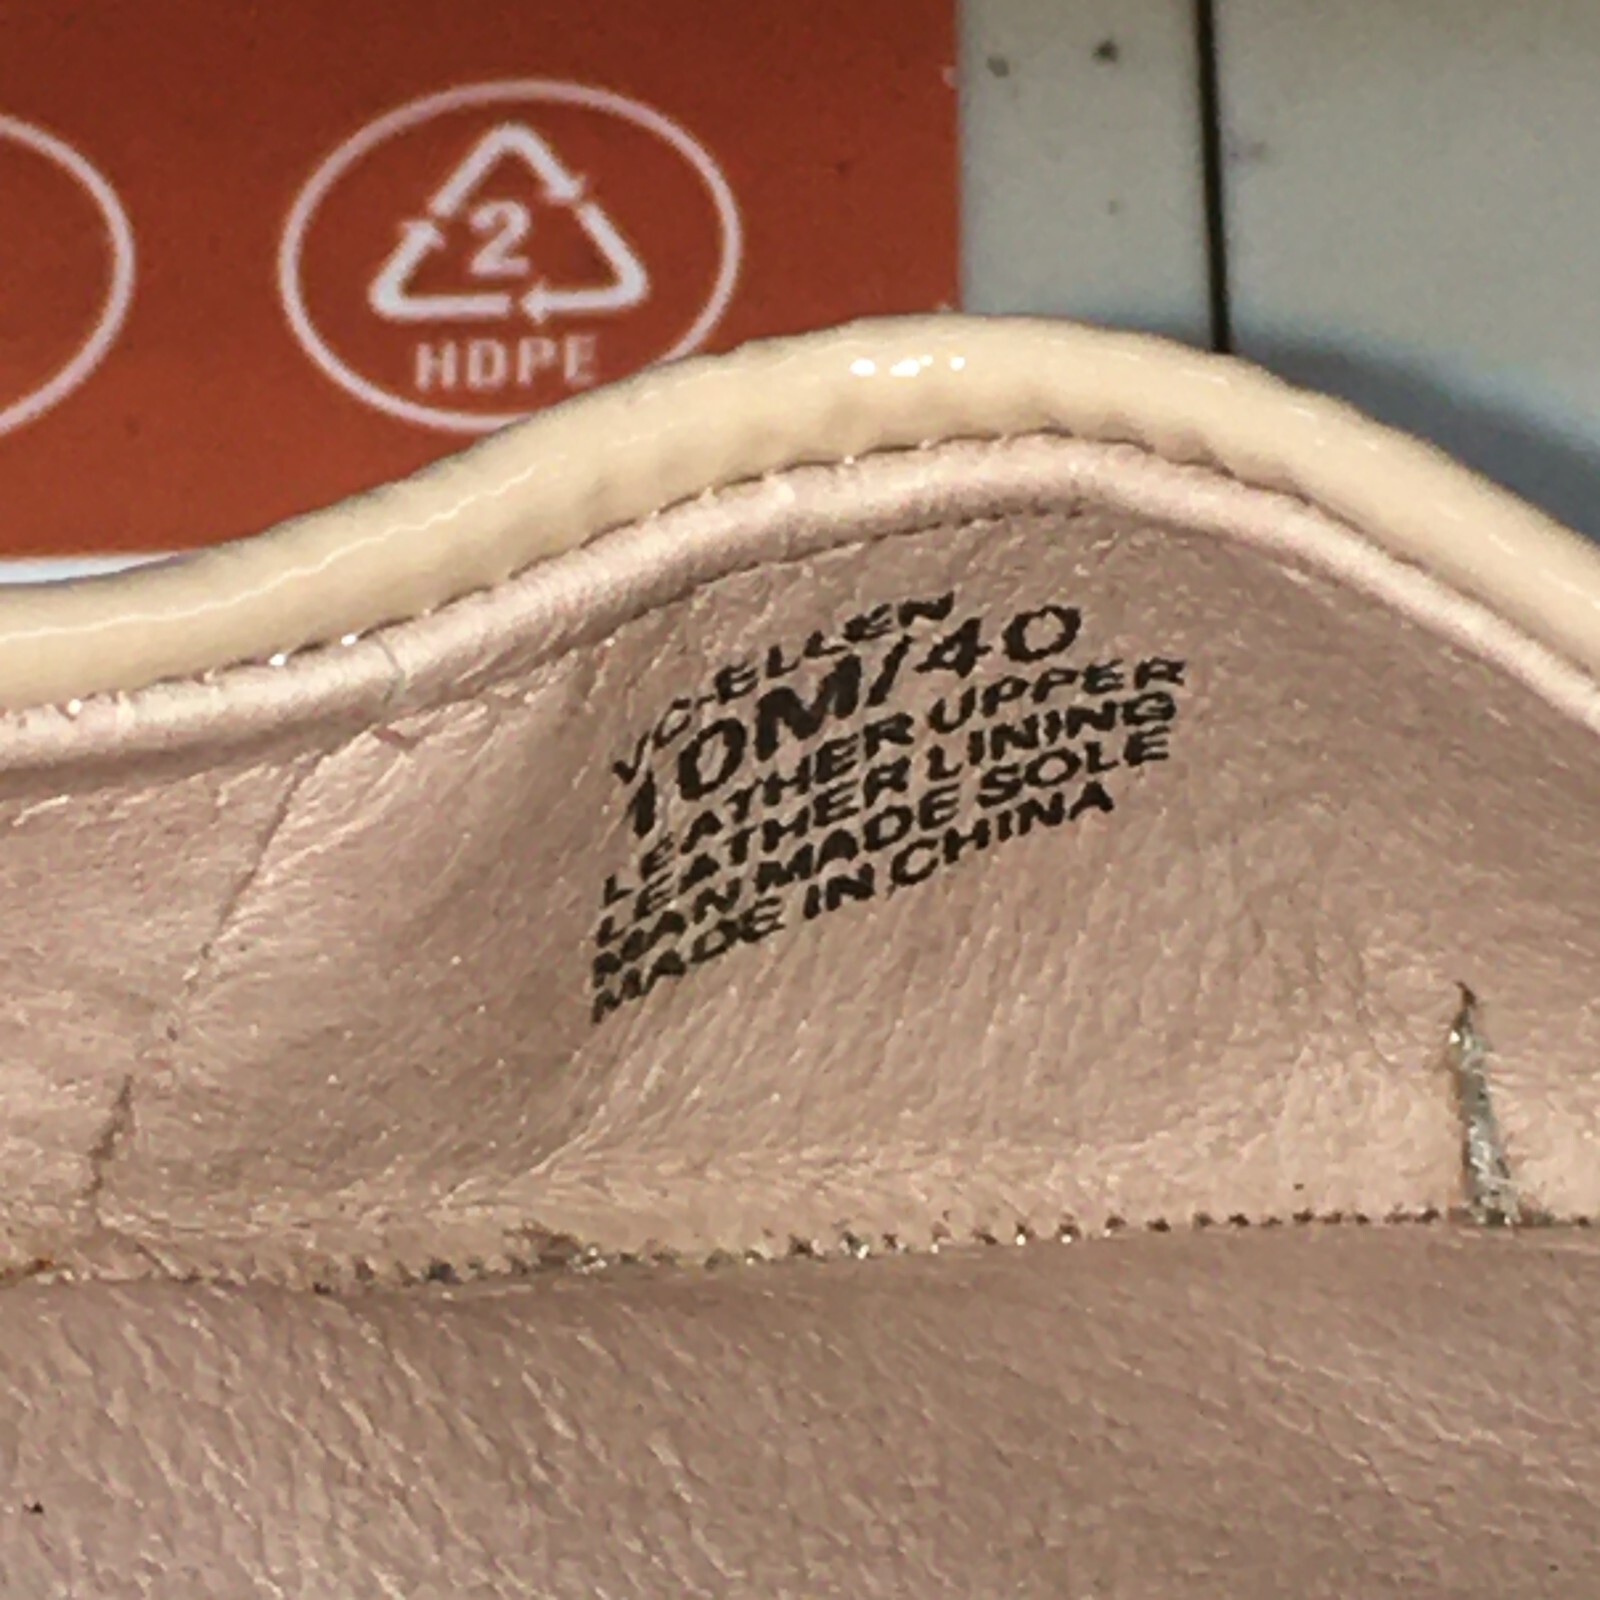 2
HDPE
VC-ELLEN
10M/40
LEATHER UPPER
LEATHER LINING
MAN MADE SOLE
MADE IN CHINA